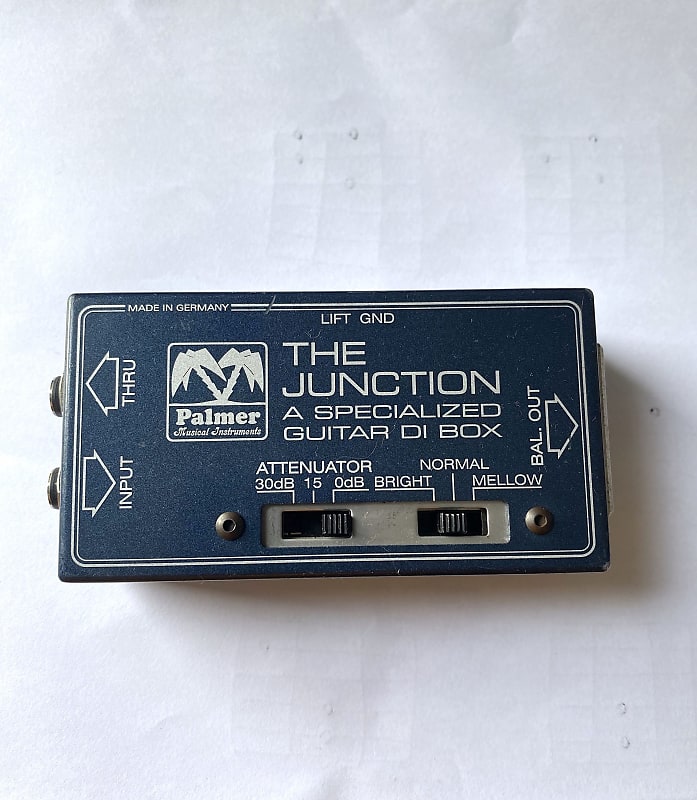 MADE IN GERMANY
LIFT GND
THRU
INPUT
Palmer
Musical Instruments
THE
JUNCTION
A SPECIALIZED
GUITAR DI BOX
BAL. OUT
ATTENUATOR
30dB 15 0dB
NORMAL
BRIGHT MELLOW